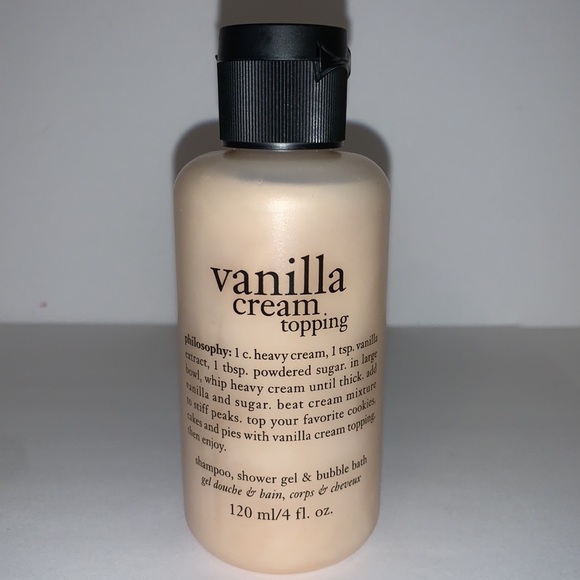 vanilla
cream
topping
philosophy: 1 c. heavy cream, 1 tsp. vanilla
extract, 1 tbsp. powdered sugar. in large
bowl, whip heavy cream until thick. add
vanilla and sugar. beat cream mixture
to stiff peaks. top your favorite cookies,
cakes and pies with vanilla cream topping.
then enjoy.
shampoo, shower gel & bubble bath
gel douche & bain, corps & cheveux
120 ml/4 fl. oz.